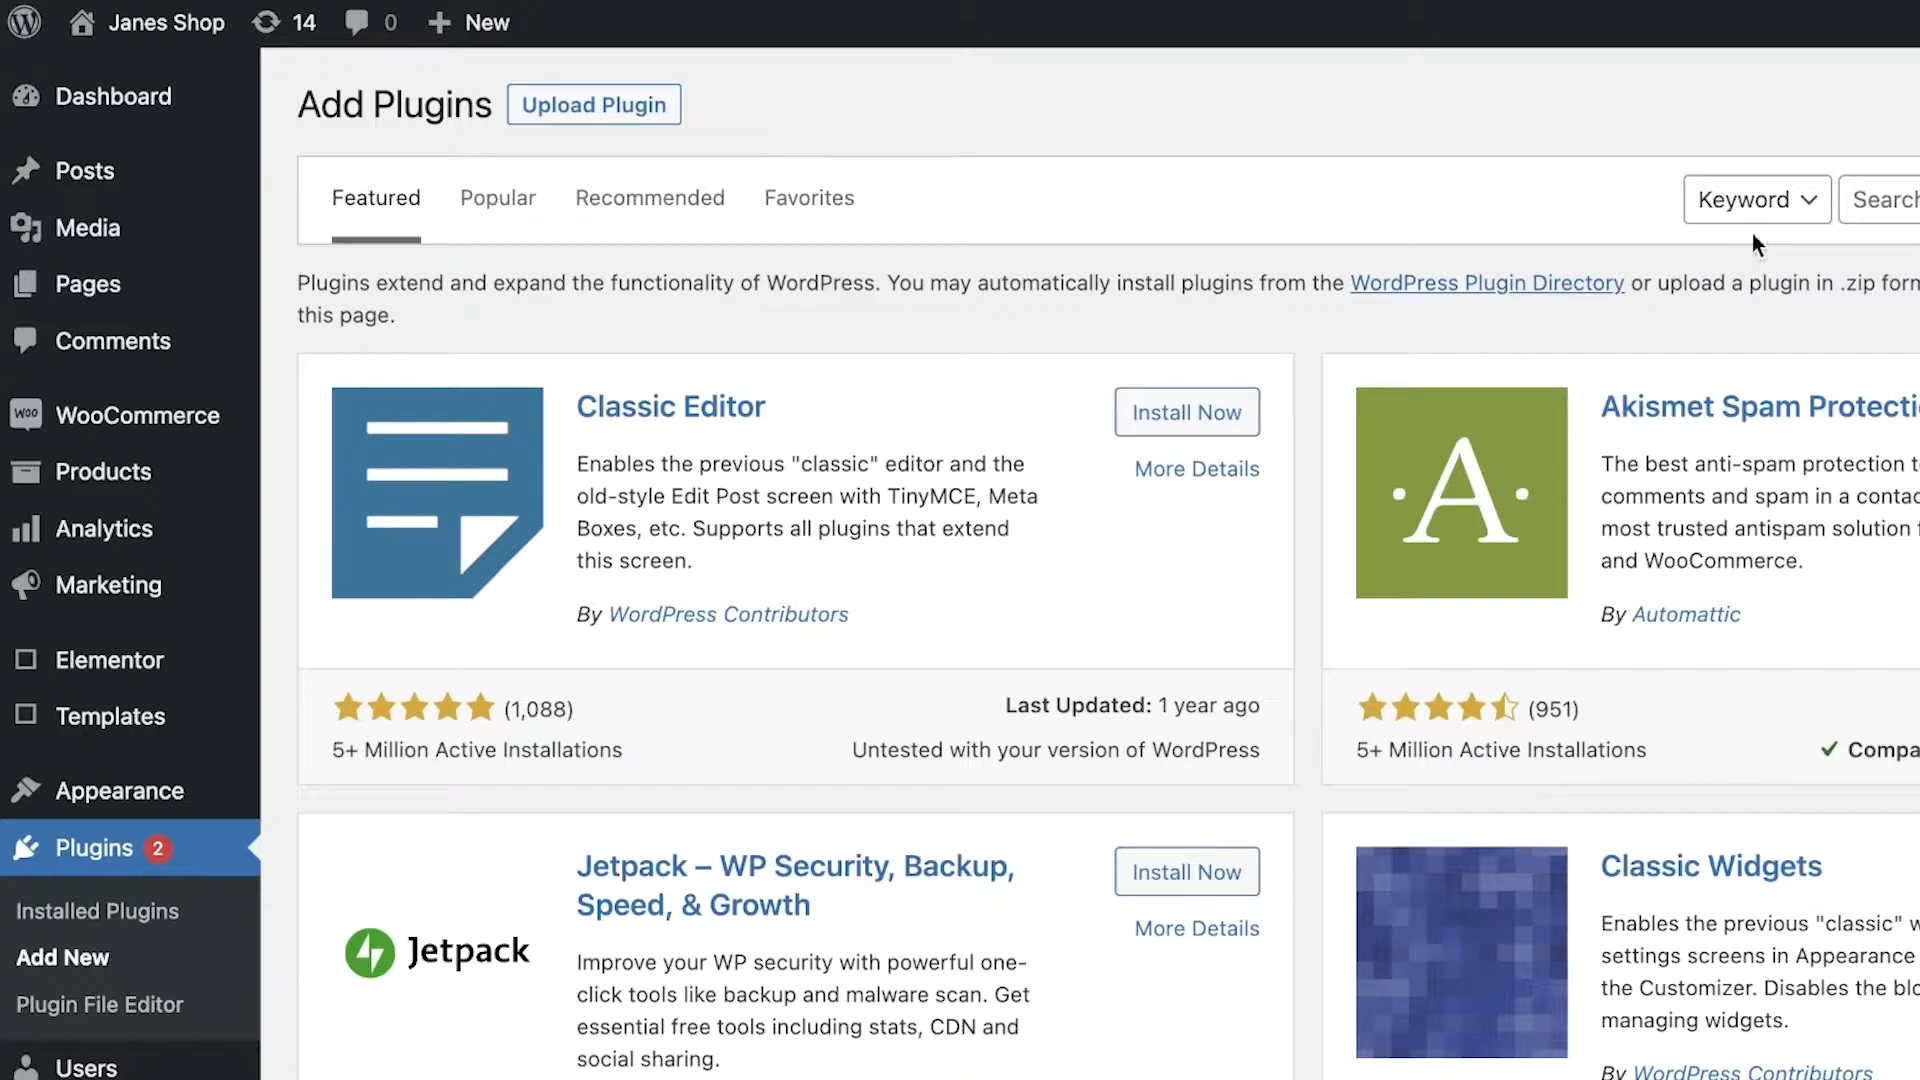 Janes Shop 14 0 New
Dashboard
Posts
Media
Pages
Comments
WOO WooCommerce
Products
Analytics
Marketing
Elementor
Templates
Appearance
Plugins 2
Installed Plugins
Add New
Plugin File Editor
Users
Add Plugins Upload Plugin
Featured Popular Recommended Favorites Keyword Search
Plugins extend and expand the functionality of WordPress. You may automatically install plugins from the WordPress Plugin Directory or upload a plugin in .zip
this page.
Classic Editor
Install Now
More Details
Enables the previous "classic" editor and the
old-style Edit Post screen with TinyMCE, Meta
Boxes, etc. Supports all plugins that extend
this screen.
By WordPress Contributors
(1,088)
5+ Million Active Installations
Last Updated: 1 year ago
Untested with your version of WordPress
A
Akismet Spam
The best anti-spam protection
comments and spam in a
most trusted antispam solution
and WooCommerce.
By Automattic
(951)
5+ Million Active Installations
Jetpack
Jetpack – WP Security, Backup,
Speed, & Growth
Install Now
More Details
Improve your WP security with powerful one-
click tools like backup and malware scan. Get
essential free tools including stats, CDN and
social sharing.
Classic Widgets
Enables the previous "classic"
settings screens in Appearance
the Customizer. Disables the
managing widgets.
By WordPress Contributors